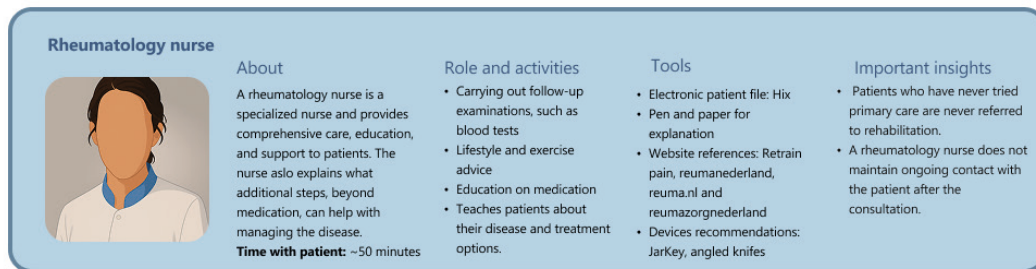 Rheumatology nurse
About
A rheumatology nurse is a
specialized nurse and provides
comprehensive care, education,
and support to patients. The
nurse aslo explains what
additional steps, beyond
medication, can help with
managing the disease.
Time with patient: ~50 minutes
Role and activities
• Carrying out follow-up
examinations, such as
blood tests
• Lifestyle and exercise
advice
• Education on medication
• Teaches patients about
their disease and treatment
options.
Tools
• Electronic patient file: Hix
• Pen and paper for
explanation
• Website references: Retrain
pain, reumanederland,
reuma.nl and
reumazorgnederland
• Devices recommendations:
JarKey, angled knifes
Important insights
• Patients who have never tried
primary care are never referred
to rehabilitation.
• A rheumatology nurse does not
maintain ongoing contact with
the patient after the
consultation.